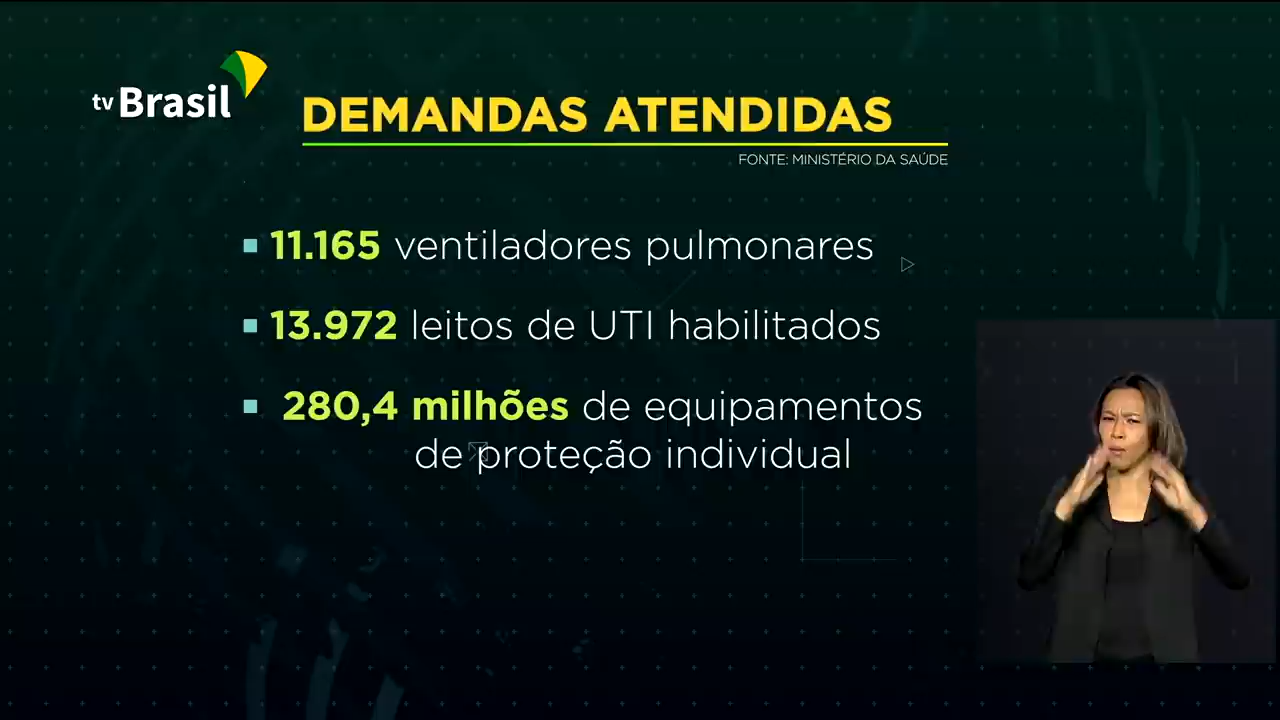 tv Brasil
DEMANDAS ATENDIDAS
FONTE: MINISTÉRIO DA SAÚDE
11.165 ventiladores pulmonares
13.972 leitos de UTI habilitados
280,4 milhões de equipamentos
de proteção individual